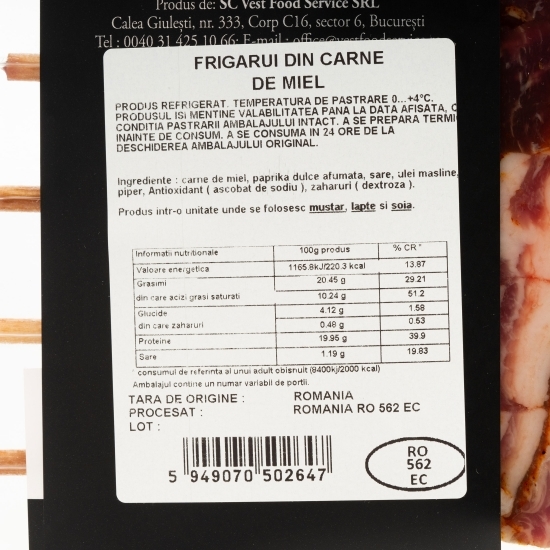 Produs de: SC Vest Food Service SRL
Calea Giulești, nr. 333, Corp C16, sector 6, București
Tel : 0040 31 425 10 66; E-mail : office@vestfoodservice
FRIGARUI DIN CARNE
DE MIEL
PRODUS REFRIGERAT. TEMPERATURA DE PASTRARE 0...+4°C.
PRODUSUL ISI MENTINE VALABILITATEA PANA LA DATA AFISATA, C
CONDITIA PASTRARII AMBALAJULUI INTACT. A SE PREPARA TERMI
INAINTE DE CONSUM. A SE CONSUMA IN 24 ORE DE LA
DESCHIDEREA AMBALAJULUI ORIGINAL.
Ingrediente : carne de miel, paprika dulce afumata, sare, ulei masline,
piper, Antioxidant ( ascobat de sodiu ), zaharuri ( dextroza ).
Produs intr-o unitate unde se folosesc mustar, lapte si soia.
Informatii nutritionale 100g produs % CR*
Valoare energetica 1165.8kJ/220.3 kcal 13.87
Grasimi 20.45 g 29.21
din care acizi grasi saturati 10.24 g 51.2
Glucide 4.12 g 1.58
din care zaharuri 0.48 g 0.53
Proteine 19.95 g 39.9
Sare 1.19 g 19.83
* consumul de referinta al unui adult obisnuit (8400kj/2000 kcal)
Ambalajul contine un numar variabil de portii.
TARA DE ORIGINE : ROMANIA
PROCESAT : ROMANIA RO 562 EC
LOT :
5 949070 502647
RO
562
EC